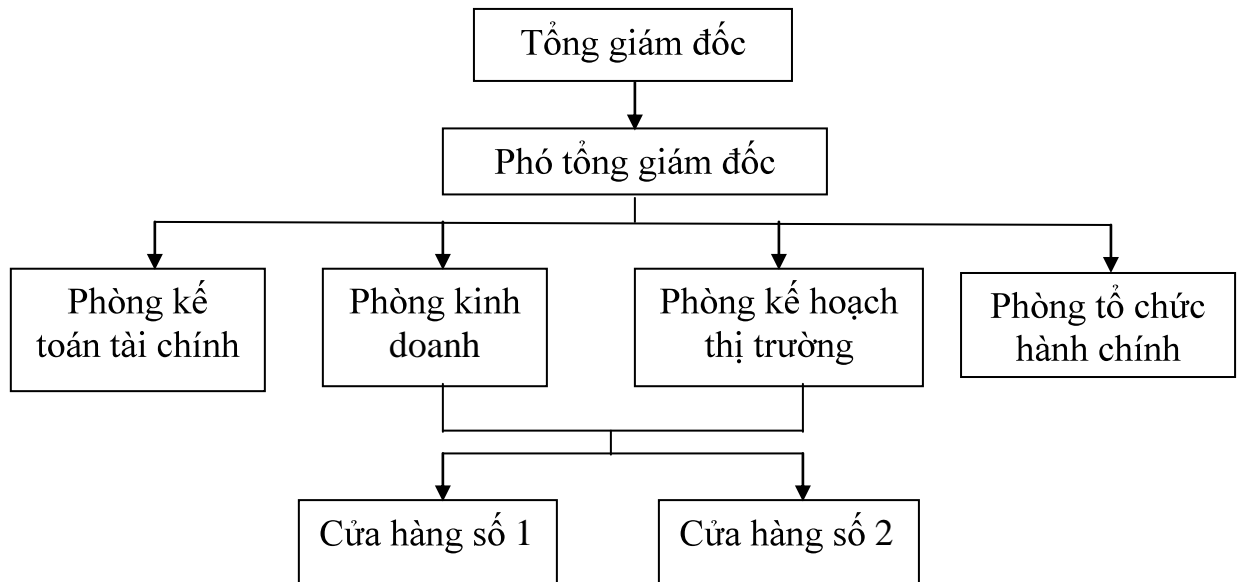 Tổng giám đốc
Phó tổng giám đốc
Phòng kế
toán tài chính
Phòng kinh
doanh
Phòng kế hoạch
thị trường
Phòng tổ chức
hành chính
Cửa hàng số 1
Cửa hàng số 2